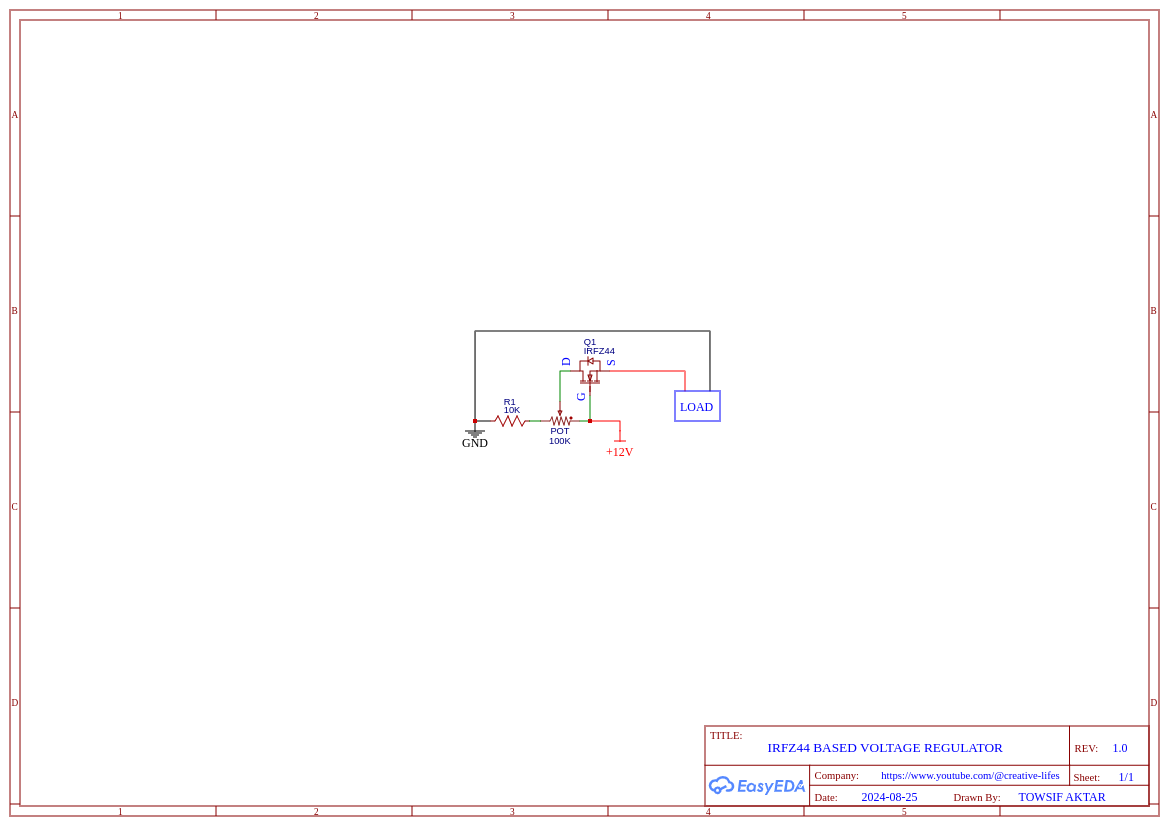 1 2 3 4 5
A A
B B
C C
D D
Q1
IRFZ44
D
S
G
R1
10K
POT
100K
LOAD
GND
+12V
TITLE:
IRFZ44 BASED VOLTAGE REGULATOR
REV: 1.0
EasyEDA
Company: https://www.youtube.com/@creative-lifes
Sheet: 1/1
Date: 2024-08-25 Drawn By: TOWSIF AKTAR
1 2 3 4 5